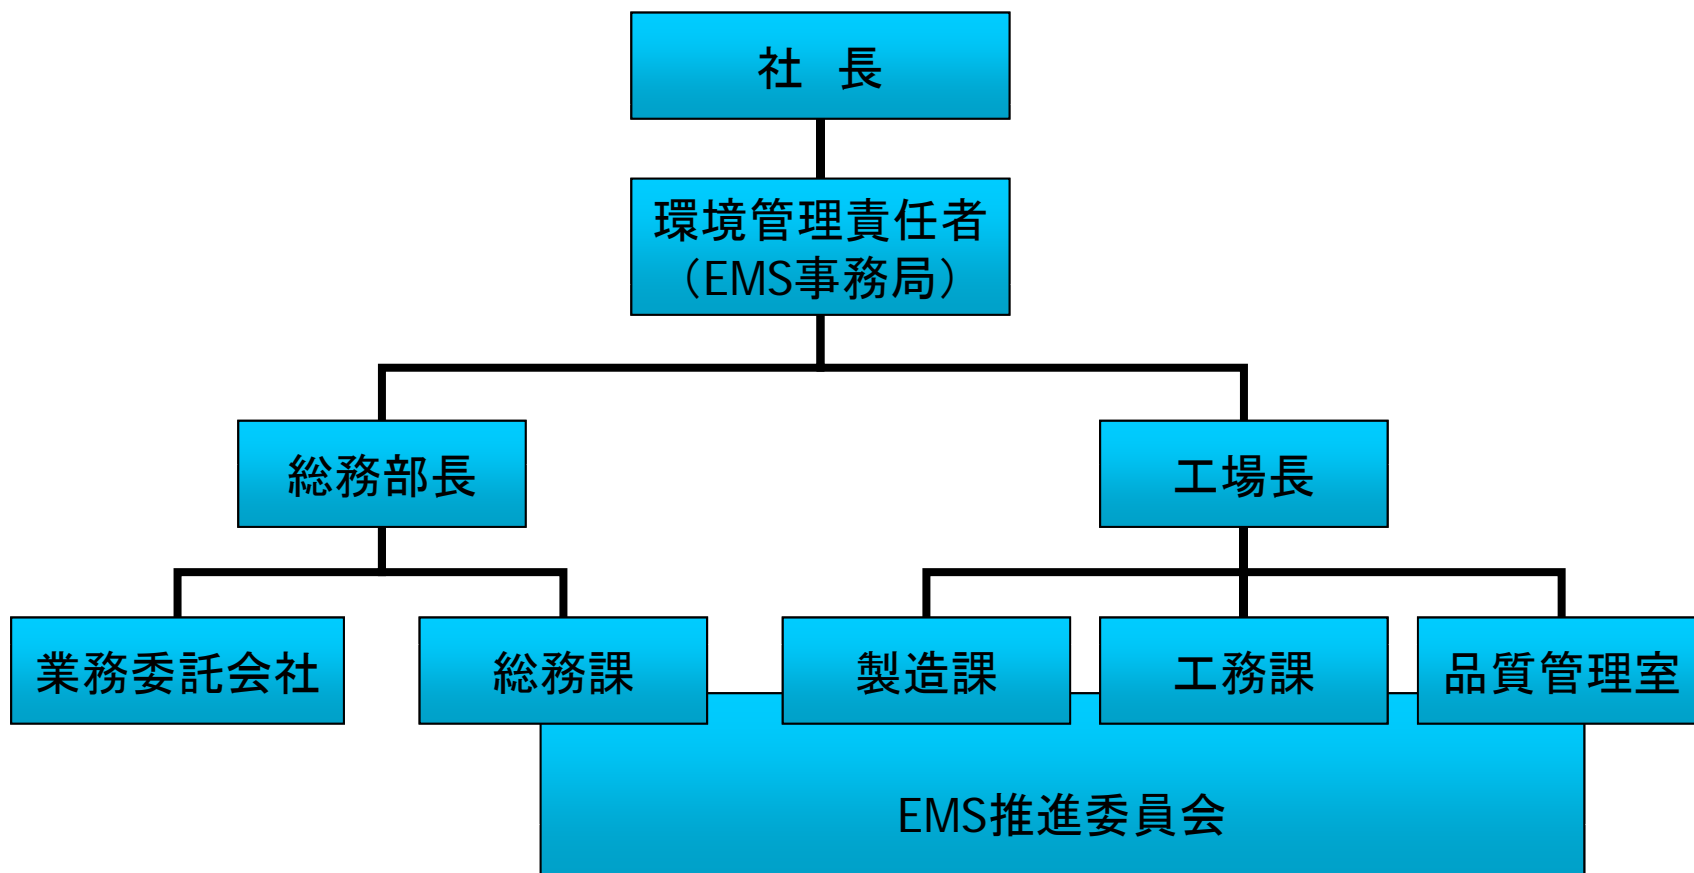 社　長
環境管理責任者
（EMS事務局）
総務部長
工場長
業務委託会社
総務課
製造課
工務課
品質管理室
EMS推進委員会